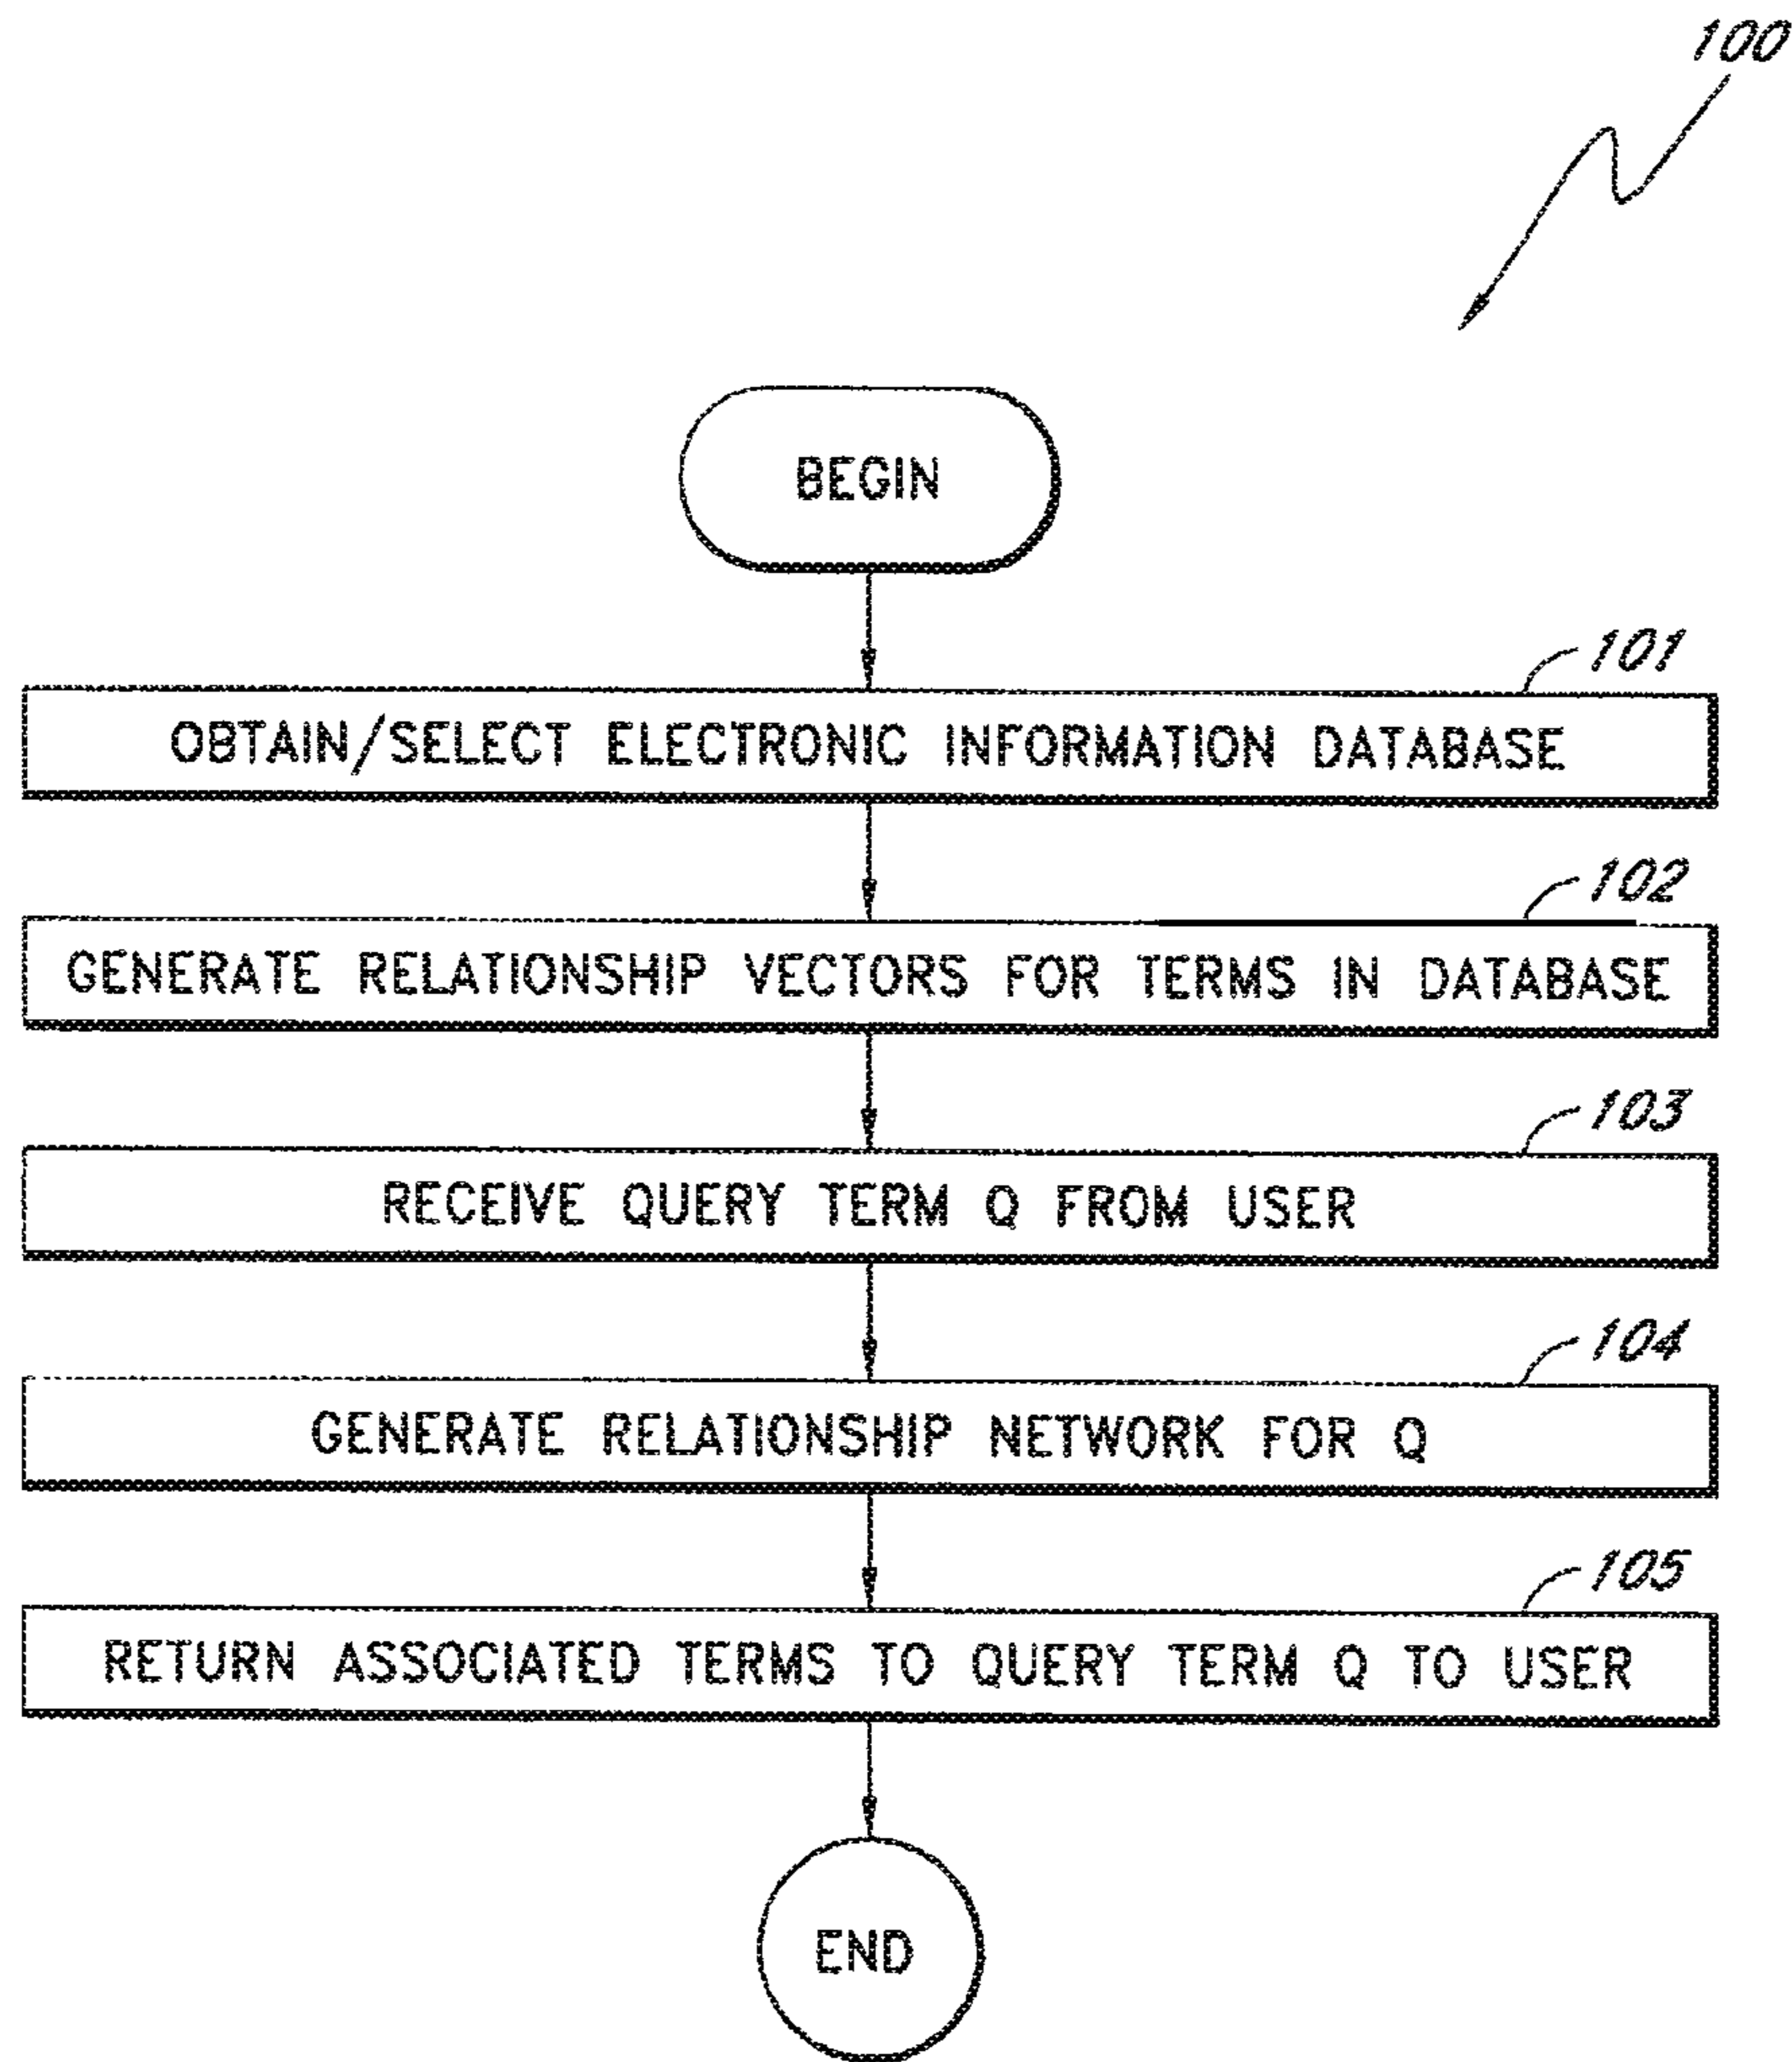 100
BEGIN
101
OBTAIN/SELECT ELECTRONIC INFORMATION DATABASE
102
GENERATE RELATIONSHIP VECTORS FOR TERMS IN DATABASE
103
RECEIVE QUERY TERM Q FROM USER
104
GENERATE RELATIONSHIP NETWORK FOR Q
105
RETURN ASSOCIATED TERMS TO QUERY TERM Q TO USER
END